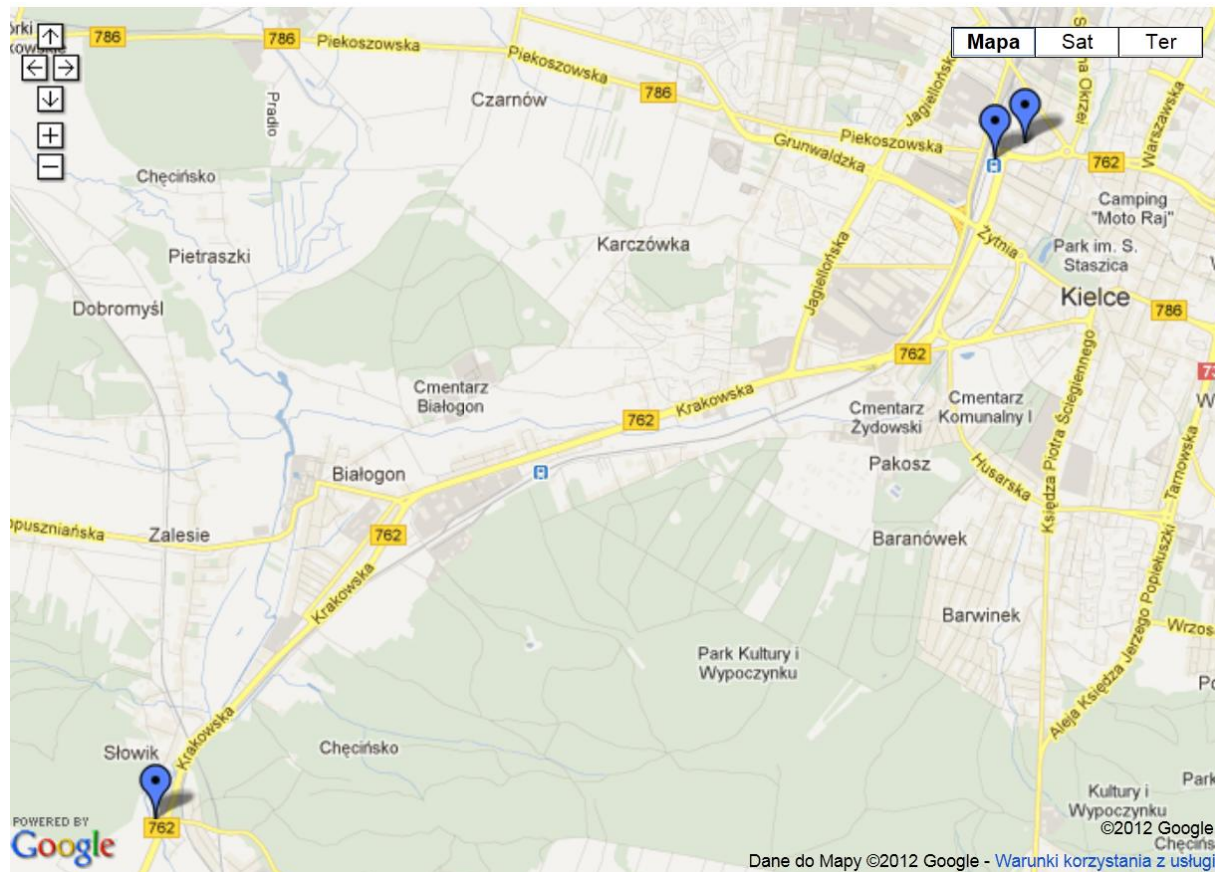 786
786
Piekoszowska
Piekoszowska
786
Czarnów
Pradło
Jagiellońska
Mapa
Sat
Ter
Piekoszowska
Grunwaldzka
762
Warszawska
Chęcińsko
Camping
"Moto Raj"
Pietraszki
Karczówka
Żytnia
Park im. S.
Staszica
Jagiellońska
Kielce
786
Dobromyśl
762
73
Cmentarz
Białogon
762
Krakowska
Cmentarz
Żydowski
Cmentarz
Komunalny I
Księdza Piotra Ściegiennego
Tarnowska
Białogon
Pakosz
Husarska
Zalesie
762
Baranówek
Krakowska
Barwinek
Aleja Księdza Jerzego Popiełuszki
Park Kultury i
Wypoczynku
Krakowska
Słowik
Chęcińsko
Park
Kultury i
Wypoczynku
762
POWERED BY
Google
©2012 Google
Dane do Mapy ©2012 Google - Warunki korzystania z usługi